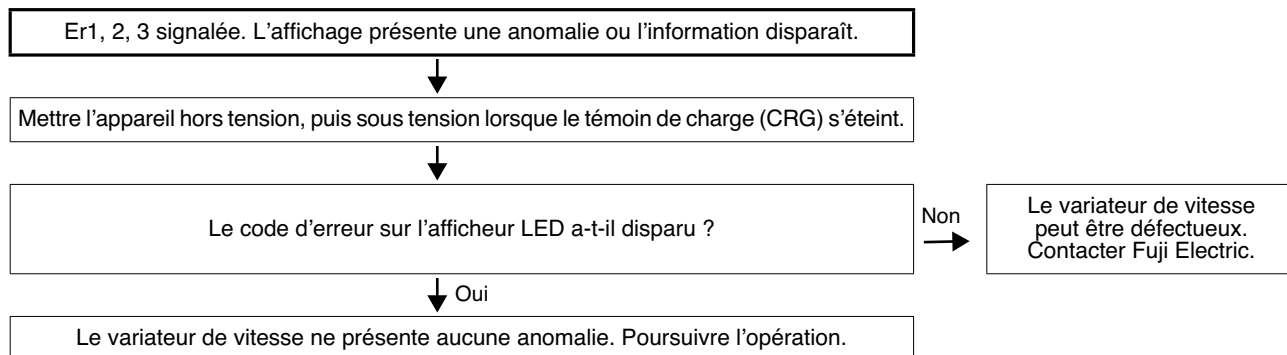 Er1, 2, 3 signalée. L’affichage présente une anomalie ou l’information disparaît.
Mettre l’appareil hors tension, puis sous tension lorsque le témoin de charge (CRG) s’éteint.
Le code d’erreur sur l’afficheur LED a-t-il disparu ?
Non
Le variateur de vitesse
peut être défectueux.
Contacter Fuji Electric.
Oui
Le variateur de vitesse ne présente aucune anomalie. Poursuivre l’opération.